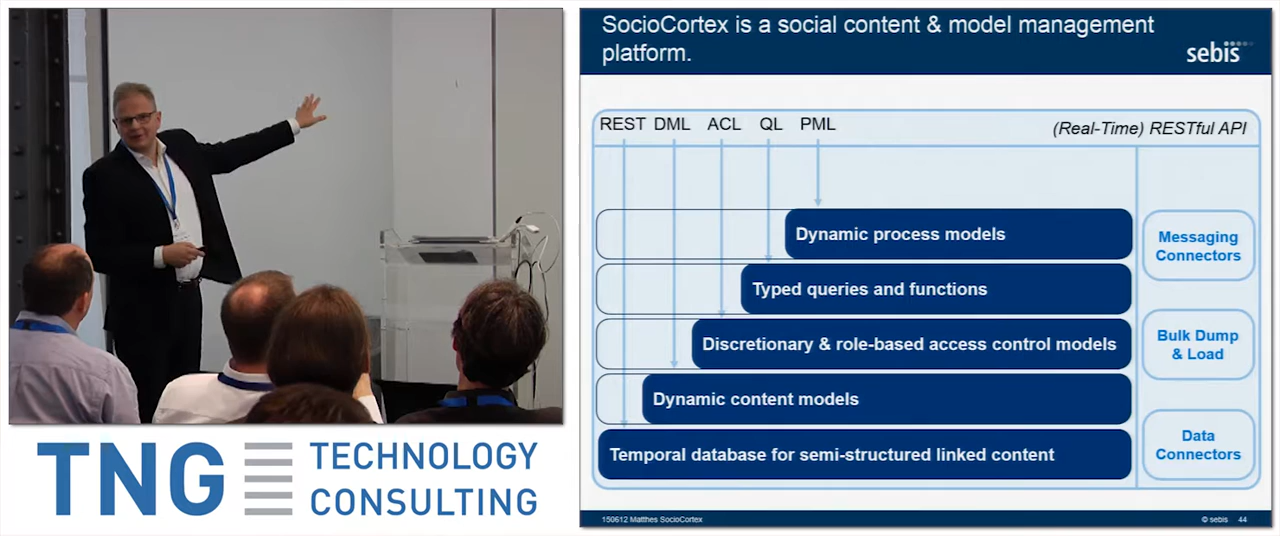 SocioCortex is a social content & model management
platform.
sebis
REST DML ACL QL PML
(Real-Time) RESTful API
Dynamic process models
Typed queries and functions
Discretionary & role-based access control models
Dynamic content models
Temporal database for semi-structured linked content
Messaging
Connectors
Bulk Dump
& Load
Data
Connectors
150612 Matthes SocioCortex
© sebis 44
TNG TECHNOLOGY
CONSULTING